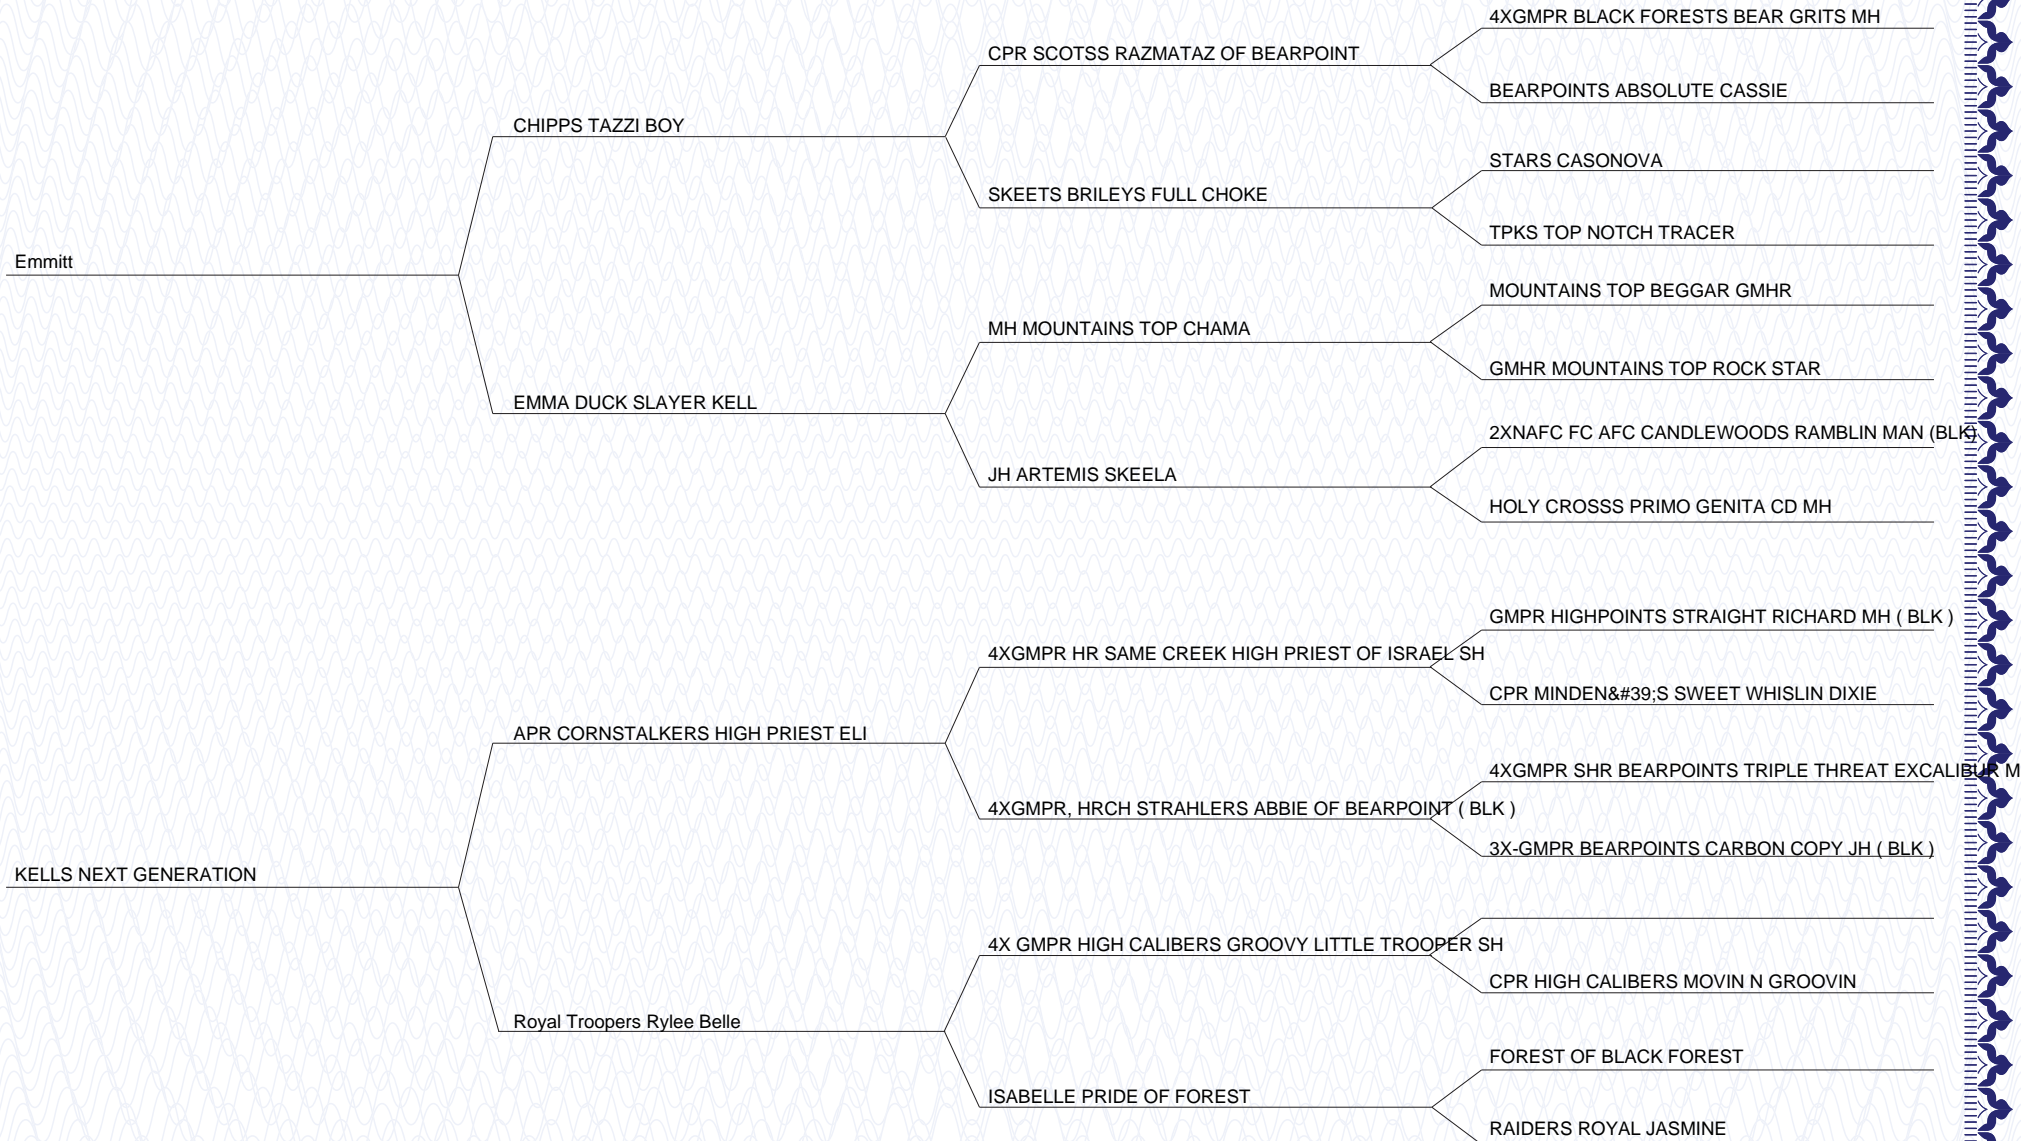 4XGMPR BLACK FORESTS BEAR GRITS MH
CPR SCOTSS RAZMATAZ OF BEARPOINT
BEARPOINTS ABSOLUTE CASSIE
CHIPPS TAZZI BOY
STARS CASONOVA
SKEETS BRILEYS FULL CHOKE
TPKS TOP NOTCH TRACER
Emmitt
MOUNTAINS TOP BEGGAR GMHR
MH MOUNTAINS TOP CHAMA
GMHR MOUNTAINS TOP ROCK STAR
EMMA DUCK SLAYER KELL
2XNAFC FC AFC CANDLEWOODS RAMBLIN MAN (BLK)
JH ARTEMIS SKEELA
HOLY CROSSS PRIMO GENITA CD MH
GMPR HIGHPOINTS STRAIGHT RICHARD MH ( BLK )
4XGMPR HR SAME CREEK HIGH PRIEST OF ISRAEL SH
CPR MINDEN&#39;S SWEET WHISLIN DIXIE
APR CORNSTALKERS HIGH PRIEST ELI
4XGMPR SHR BEARPOINTS TRIPLE THREAT EXCALIBUR M
4XGMPR, HRCH STRAHLERS ABBIE OF BEARPOINT ( BLK )
3X-GMPR BEARPOINTS CARBON COPY JH ( BLK )
KELLS NEXT GENERATION
4X GMPR HIGH CALIBERS GROOVY LITTLE TROOPER SH
CPR HIGH CALIBERS MOVIN N GROOVIN
Royal Troopers Rylee Belle
FOREST OF BLACK FOREST
ISABELLE PRIDE OF FOREST
RAIDERS ROYAL JASMINE